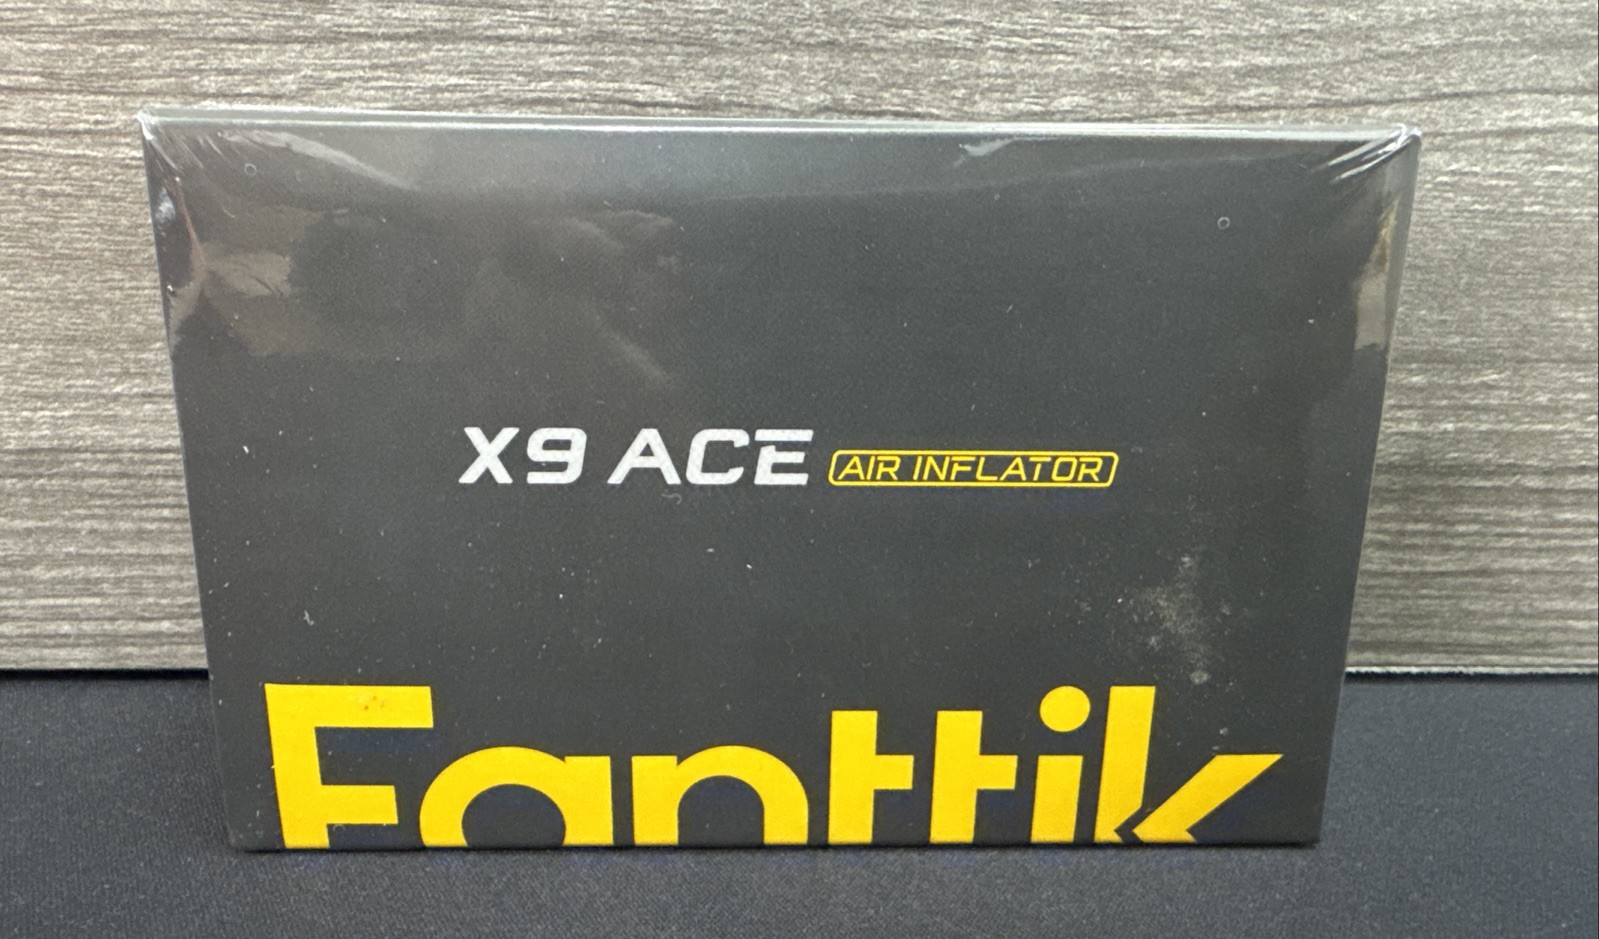 X9 ACE AIR INFLATOR
Fanttik